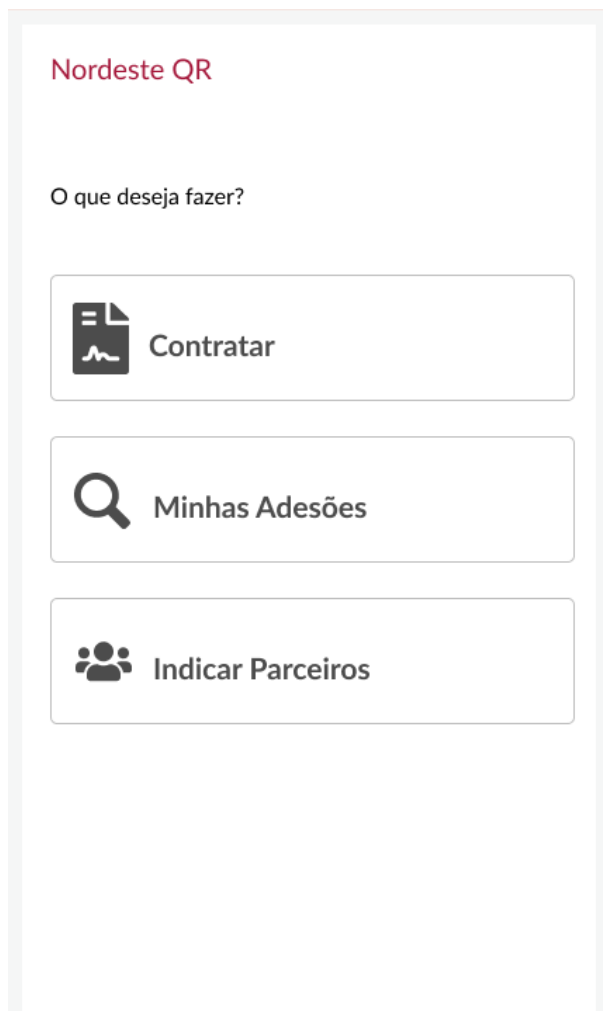 Nordeste QR
O que deseja fazer?
Contratar
Minhas Adesões
Indicar Parceiros